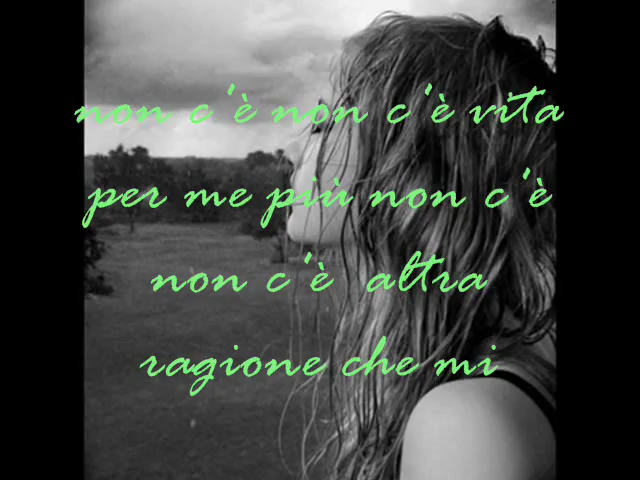 non c'è non c'è vita
per me più non c'è
non c'è altra
ragione che mi